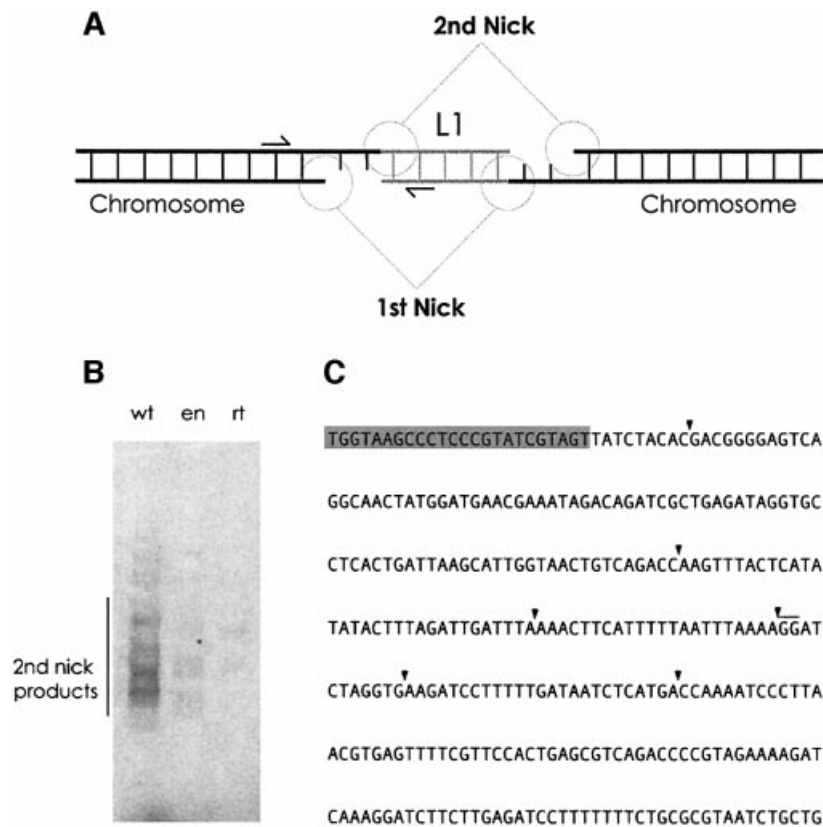 A
2nd Nick
L1
Chromosome
Chromosome
1st Nick
B
wt en rt
2nd nick
products
C
TGGTAAGCCCTCCCGTATCGTAGTTATCTACACGACGGGGAGTCA
GGCAACTATGGATGAACGAAATAGACAGATCGCTGAGATAGGTGC
CTCACTGATTAAGCATTGGTAACTGTCAGACCAAGTTTACTCATA
TATACTTTAGATTGATTTAAAACTTCATTTTTAATTTAAAAGGAT
CTAGGTGAAGATCCTTTTTGATAATCTCATGACCAAAATCCCTTA
ACGTGAGTTTTCGTTCCACTGAGCGTCAGACCCCGTAGAAAAGAT
CAAAGGATCTTCTTGAGATCCTTTTTTTCTGCGCGTAATCTGCTG